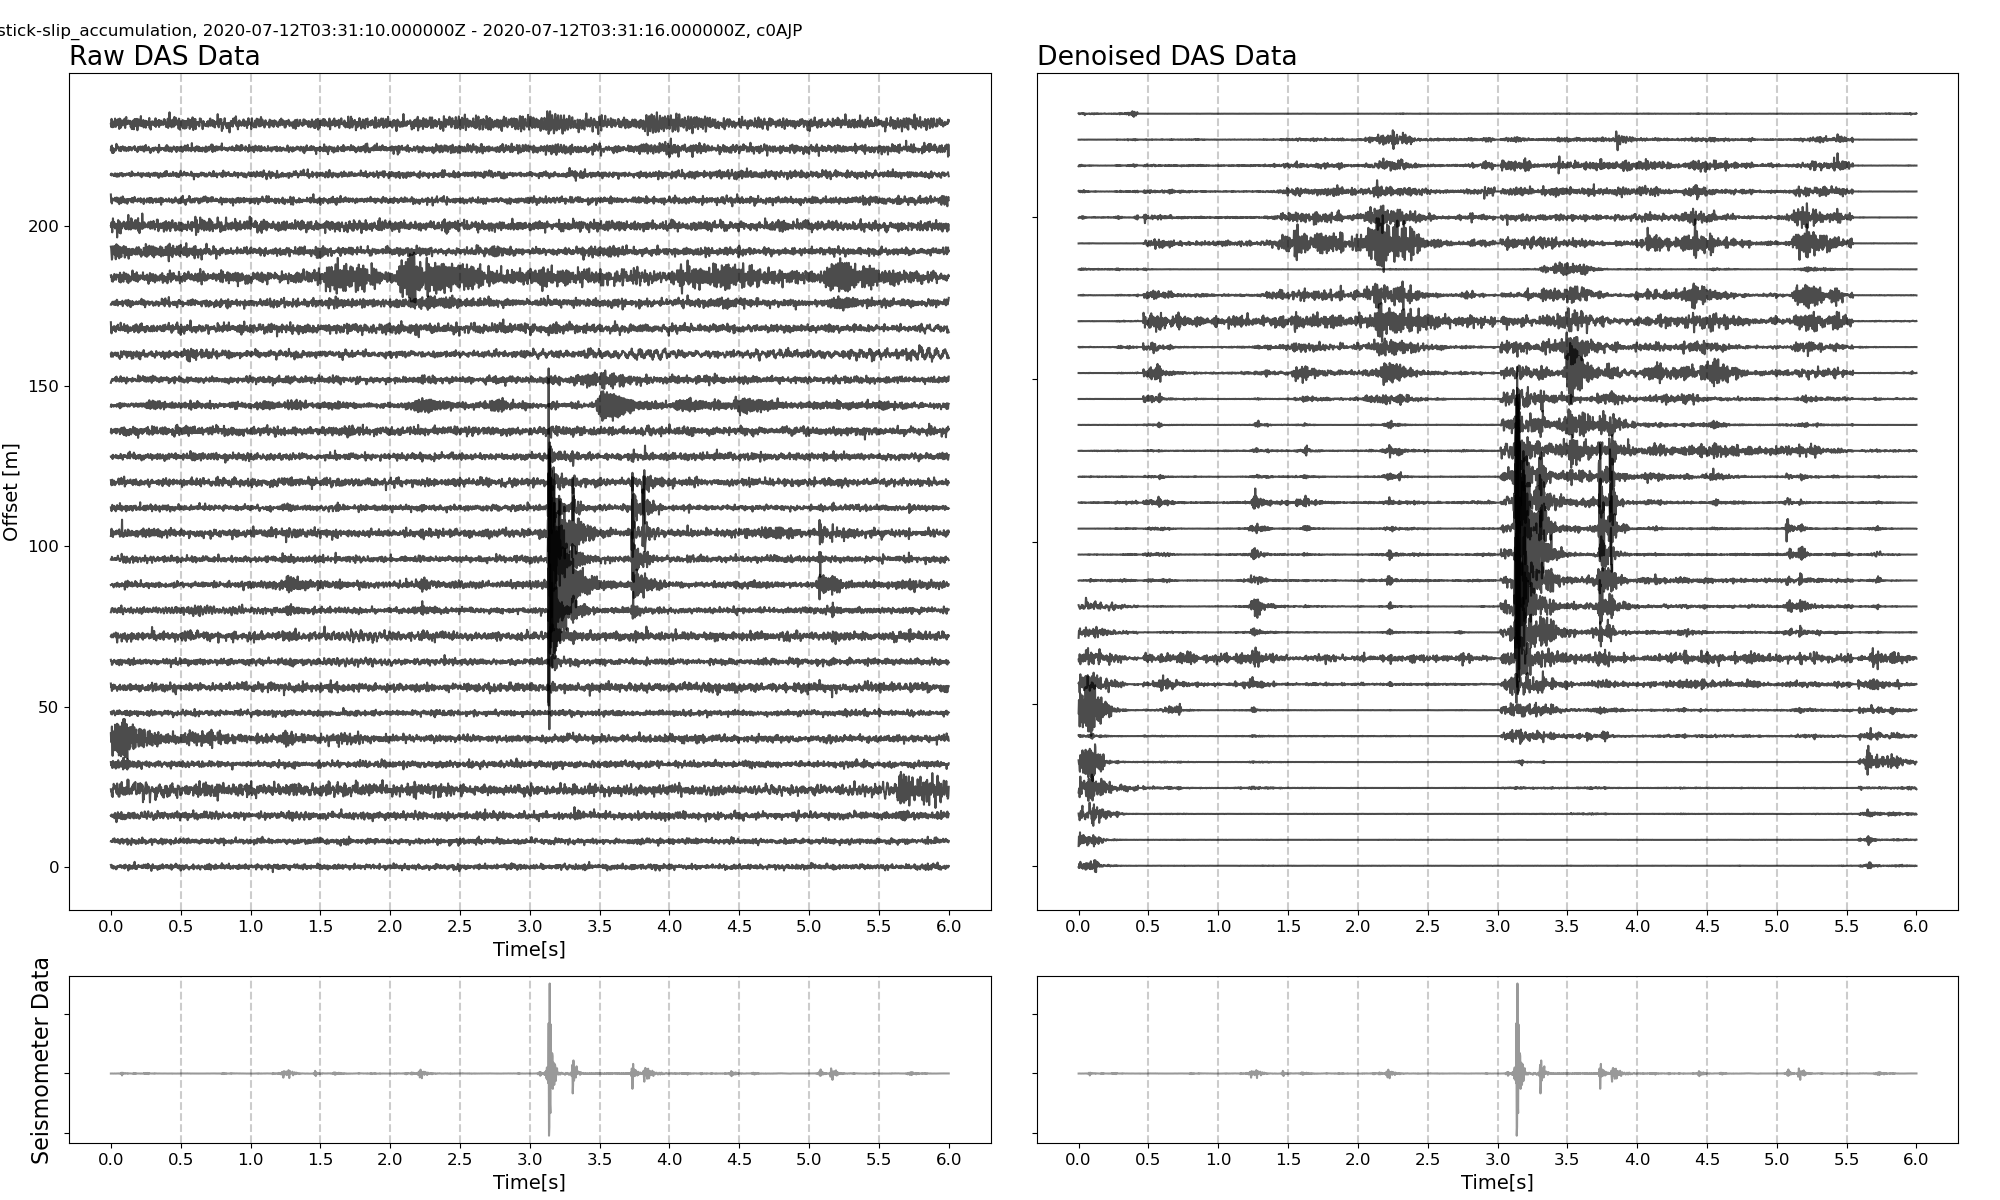 stick-slip_accumulation, 2020-07-12T03:31:10.000000Z - 2020-07-12T03:31:16.000000Z, c0AJP
Raw DAS Data
Denoised DAS Data
Offset [m]
200
150
100
50
0
0.0 0.5 1.0 1.5 2.0 2.5 3.0 3.5 4.0 4.5 5.0 5.5 6.0
Time[s]
0.0 0.5 1.0 1.5 2.0 2.5 3.0 3.5 4.0 4.5 5.0 5.5 6.0
Seismometer Data
0.0 0.5 1.0 1.5 2.0 2.5 3.0 3.5 4.0 4.5 5.0 5.5 6.0
Time[s]
0.0 0.5 1.0 1.5 2.0 2.5 3.0 3.5 4.0 4.5 5.0 5.5 6.0
Time[s]